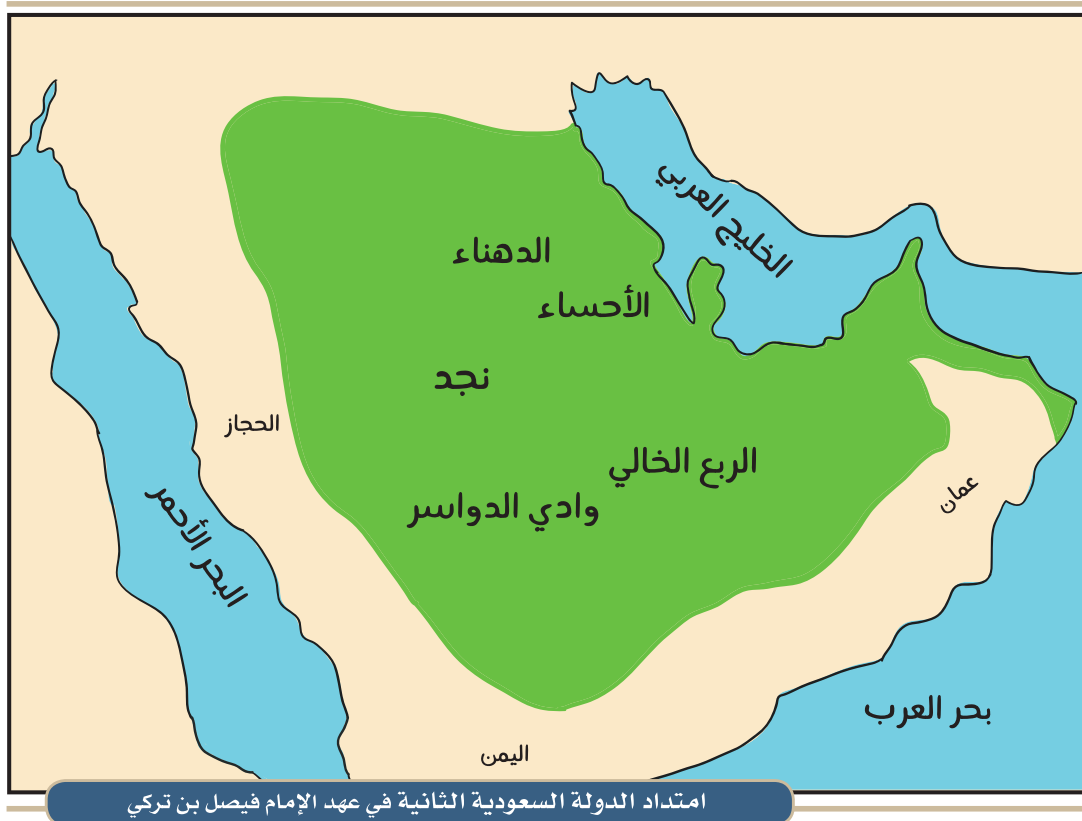 الخليج العربي
الدهناء
الأحساء
نجد
الحجاز
الربع الخالي
وادي الدواسر
عمان
البحر الأحمر
بحر العرب
اليمن
امتداد الدولة السعودية الثانية في عهد الإمام فيصل بن تركي